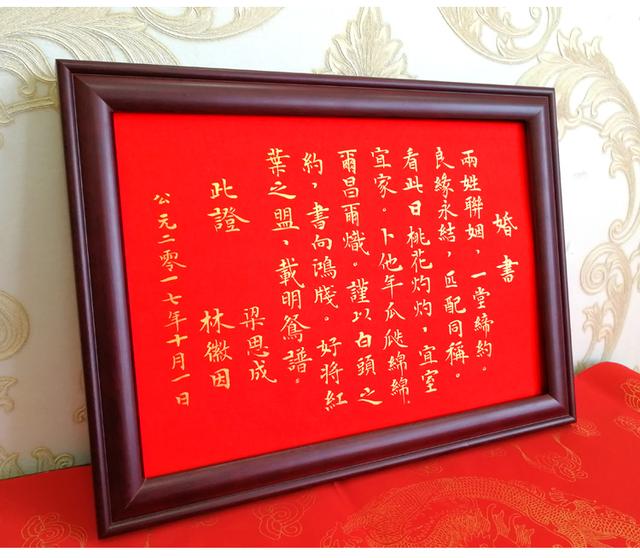 婚書
兩姓聯姻，一堂締約。
良緣永結，匹配同稱。
看此日桃花灼灼，宜室
宜家。卜他年瓜瓞綿綿，
爾昌爾熾。謹以白頭之
約，書向鴻牋。好將紅
葉之盟，載明鴛譜。
此證
梁思成
林徽因
公元二零一七年十月一日